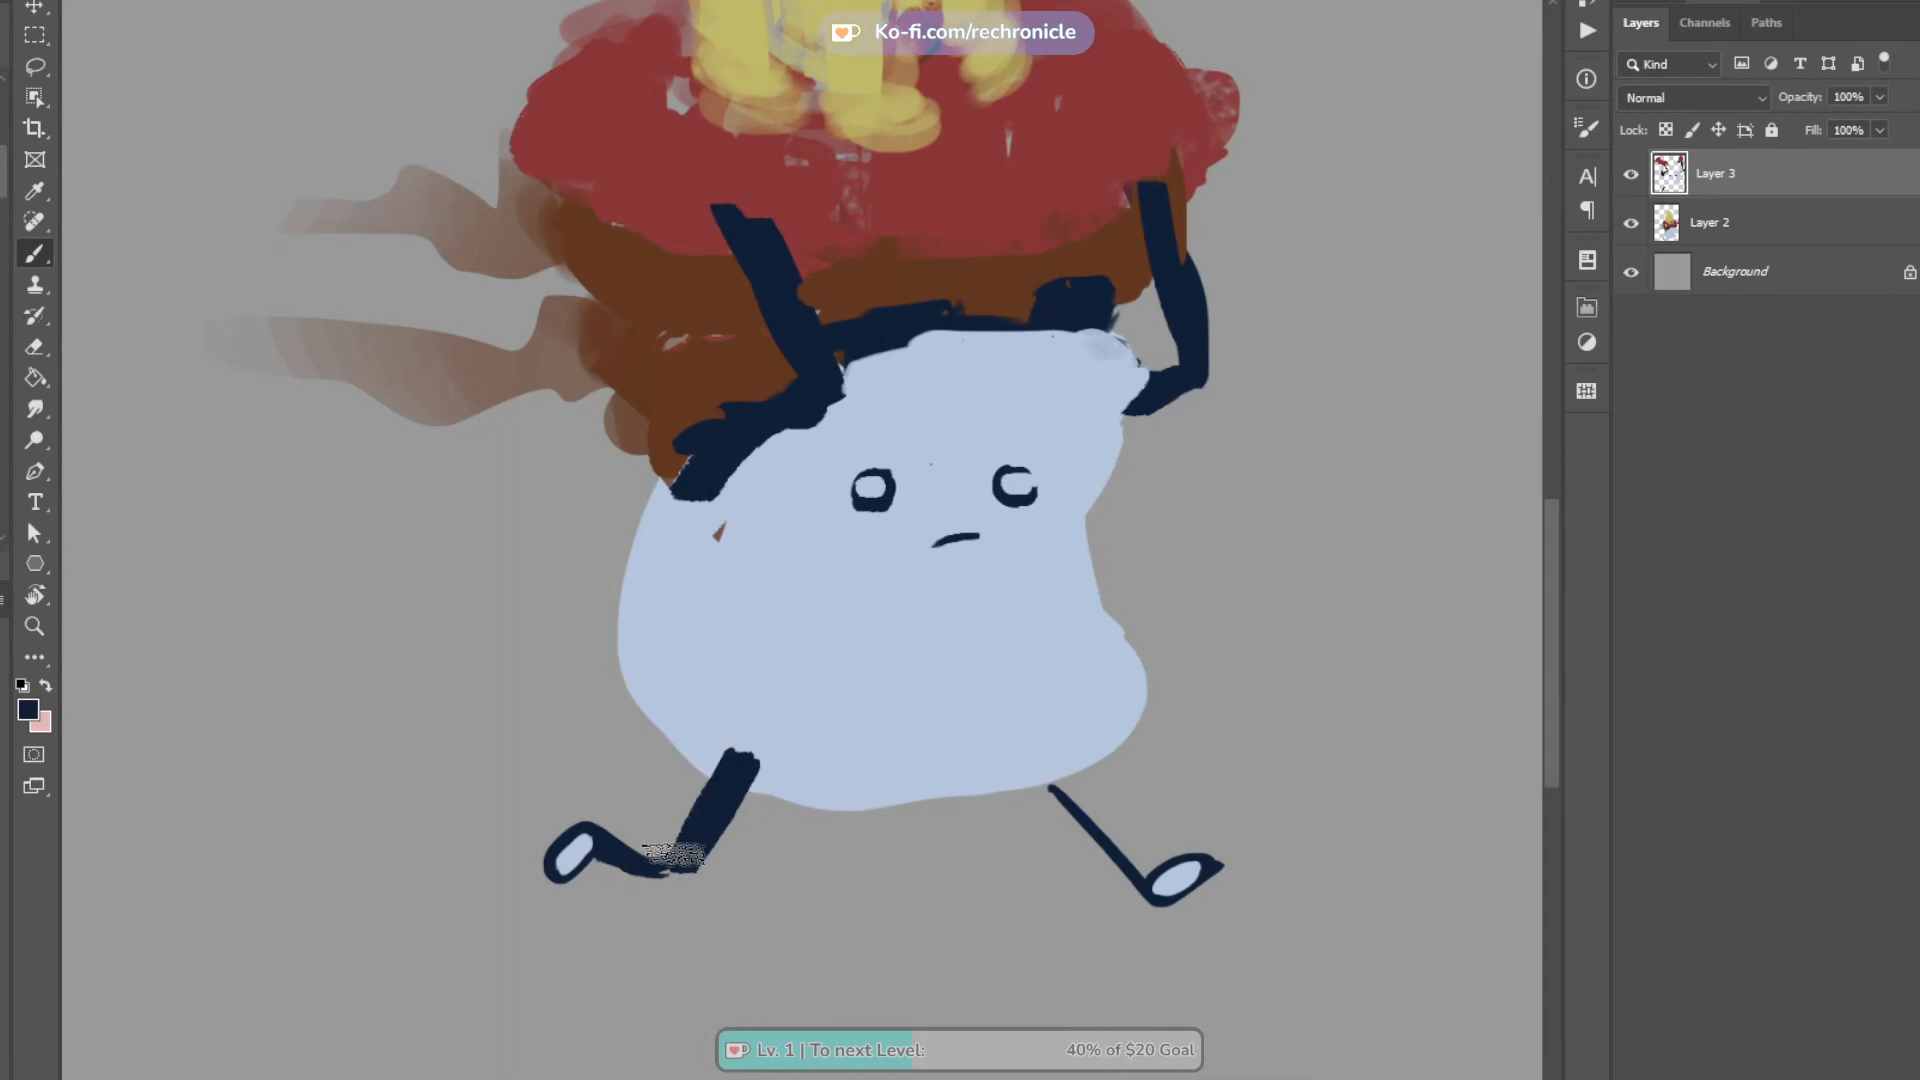 Ko-fi.com/rechronicle
Layers Channels Paths
Kind
Normal Opacity: 100%
Lock: Fill: 100%
Layer 3
Layer 2
Background
Lv. 1 | To next Level: 40% of $20 Goal